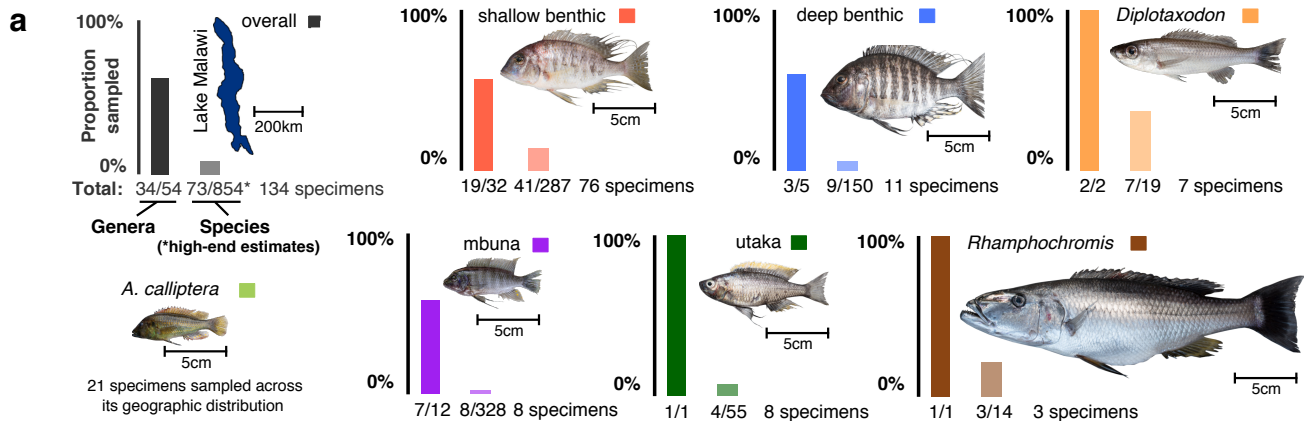 a
100%
overall
Proportion
sampled
Lake Malawi
200km
0%
Total: 34/54 73/854* 134 specimens
Genera
Species
(*high-end estimates)
A. calliptera
5cm
21 specimens sampled across
its geographic distribution
100%
shallow benthic
5cm
0%
19/32 41/287 76 specimens
100%
deep benthic
5cm
0%
3/5 9/150 11 specimens
100%
Diplotaxodon
5cm
0%
2/2 7/19 7 specimens
100%
mbuna
5cm
0%
7/12 8/328 8 specimens
100%
utaka
5cm
0%
1/1 4/55 8 specimens
100%
Rhamphochromis
5cm
0%
1/1 3/14 3 specimens